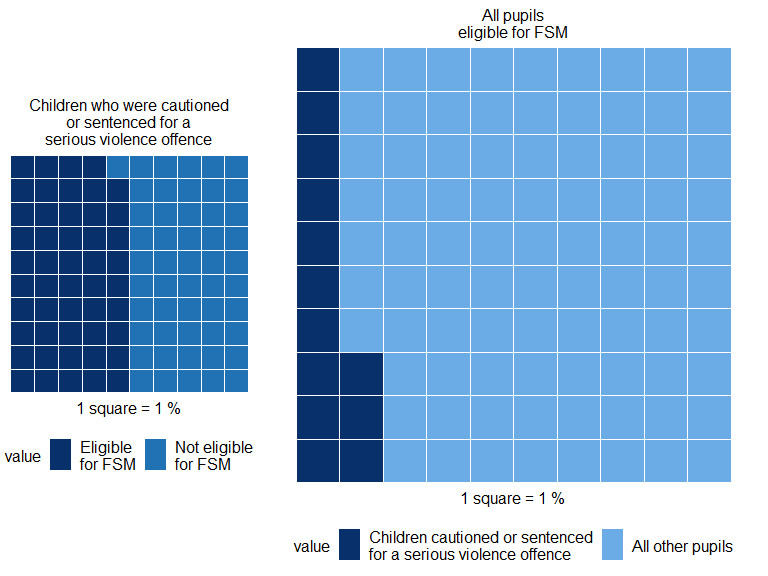 Children who were cautioned
or sentenced for a
serious violence offence
1 square = 1 %
value
Eligible
for FSM
Not eligible
for FSM
All pupils
eligible for FSM
1 square = 1 %
value
Children cautioned or sentenced
for a serious violence offence
All other pupils